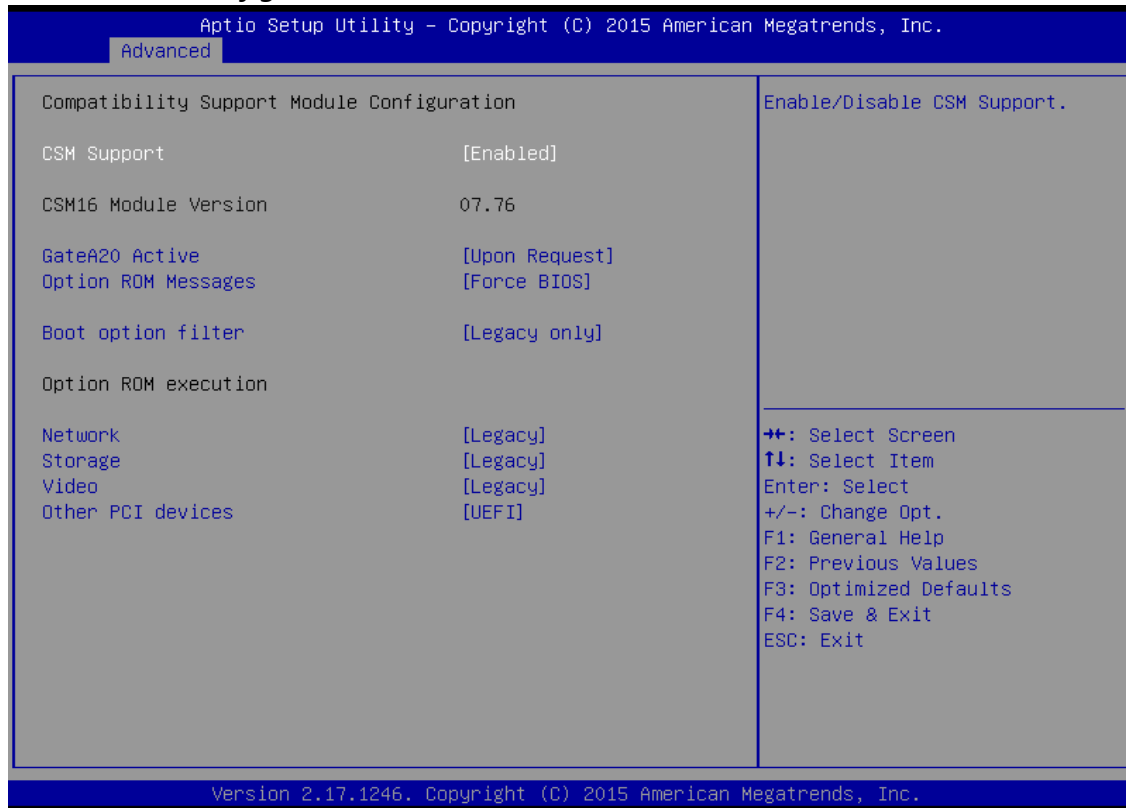 Aptio Setup Utility – Copyright (C) 2015 American Megatrends, Inc.
Advanced
Compatibility Support Module Configuration
Enable/Disable CSM Support.
CSM Support [Enabled]
CSM16 Module Version 07.76
GateA20 Active [Upon Request]
Option ROM Messages [Force BIOS]
Boot option filter [Legacy only]
Option ROM execution
Network [Legacy]
Storage [Legacy]
Video [Legacy]
Other PCI devices [UEFI]
→←: Select Screen
↑↓: Select Item
Enter: Select
+/-: Change Opt.
F1: General Help
F2: Previous Values
F3: Optimized Defaults
F4: Save & Exit
ESC: Exit
Version 2.17.1246. Copyright (C) 2015 American Megatrends, Inc.